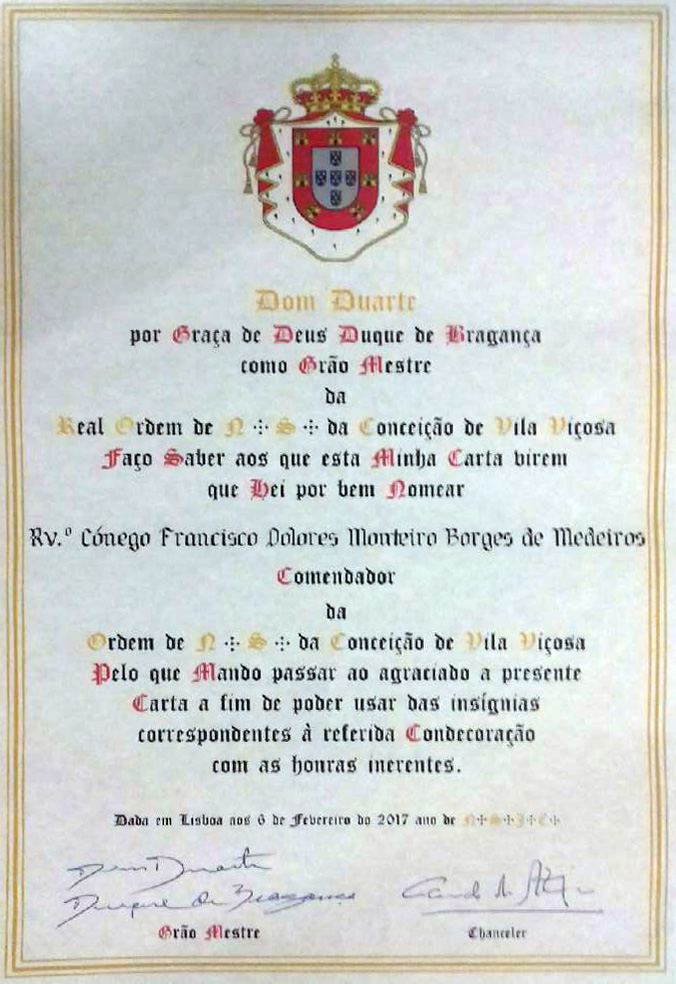 Dom Duarte
por Graça de Deus Duque de Bragança
como Grão Mestre
da
Real Ordem de N ✢ S ✢ da Conceição de Vila Viçosa
Faço Saber aos que esta Minha Carta virem
que Hei por bem Nomear
Rv.º Cónego Francisco Dolores Monteiro Borges de Medeiros
Comendador
da
Ordem de N ✢ S ✢ da Conceição de Vila Viçosa
Pelo que Mando passar ao agraciado a presente
Carta a fim de poder usar das insígnias
correspondentes à referida Condecoração
com as honras inerentes.
Dada em Lisboa aos 6 de Fevereiro do 2017 ano de N✢S✢J✢C✢
Dom Duarte
Duque de Bragança
Grão Mestre
Chanceler